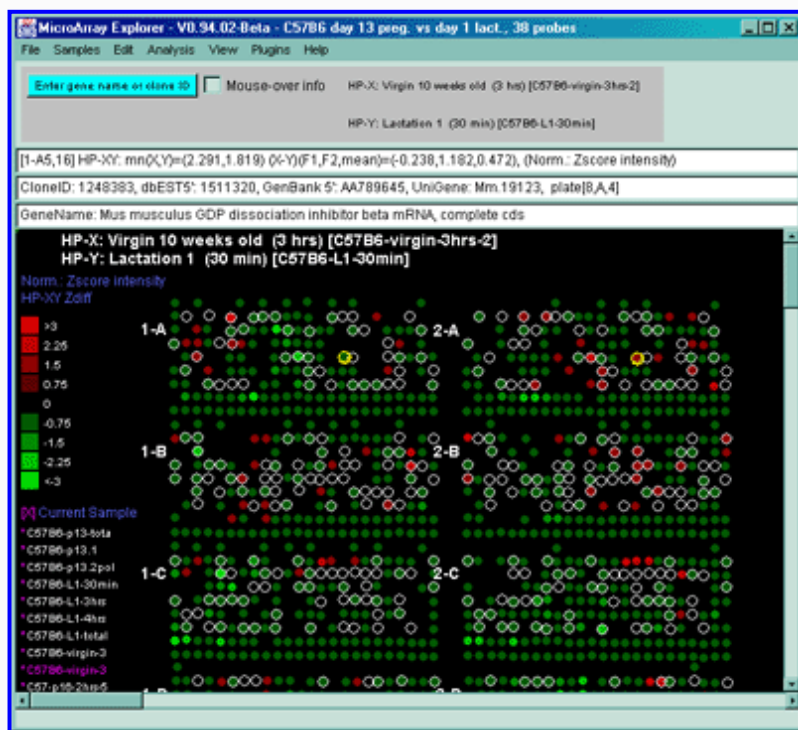 MicroArray Explorer - V0.94.02-Beta - C57B6 day 13 preg. vs day 1 lact., 38 probes
File Samples Edit Analysis View Plugins Help
Enter gene name or clone ID Mouse-over info HP-X: Virgin 10 weeks old (3 hrs) [C57B6-virgin-3hrs-2]
HP-Y: Lactation 1 (30 min) [C57B6-L1-30min]
[1-A5,16] HP-XY: mn(X,Y)=(2.291,1.819) (X-Y)(F1,F2,mean)=(-0.238,1.182,0.472), (Norm.: Zscore intensity)
CloneID: 1248383, dbEST5': 1511320, GenBank 5': AA789645, UniGene: Mm.19123, plate[8,A,4]
GeneName: Mus musculus GDP dissociation inhibitor beta mRNA, complete cds
HP-X: Virgin 10 weeks old (3 hrs) [C57B6-virgin-3hrs-2]
HP-Y: Lactation 1 (30 min) [C57B6-L1-30min]
Norm.: Zscore intensity
HP-XY Zdiff
>3
2.25
1.5
0.75
0
-0.75
-1.5
-2.25
<-3
1-A 2-A
1-B 2-B
1-C 2-C
[X] Current Sample
*C57B6-p13-tota
*C57B6-p13.1
*C57B6-p13.2pol
*C57B6-L1-30min
*C57B6-L1-3hrs
*C57B6-L1-4hrs
*C57B6-L1-total
*C57B6-virgin-3
*C57B6-virgin-3
*C57-p16-2hrs-5